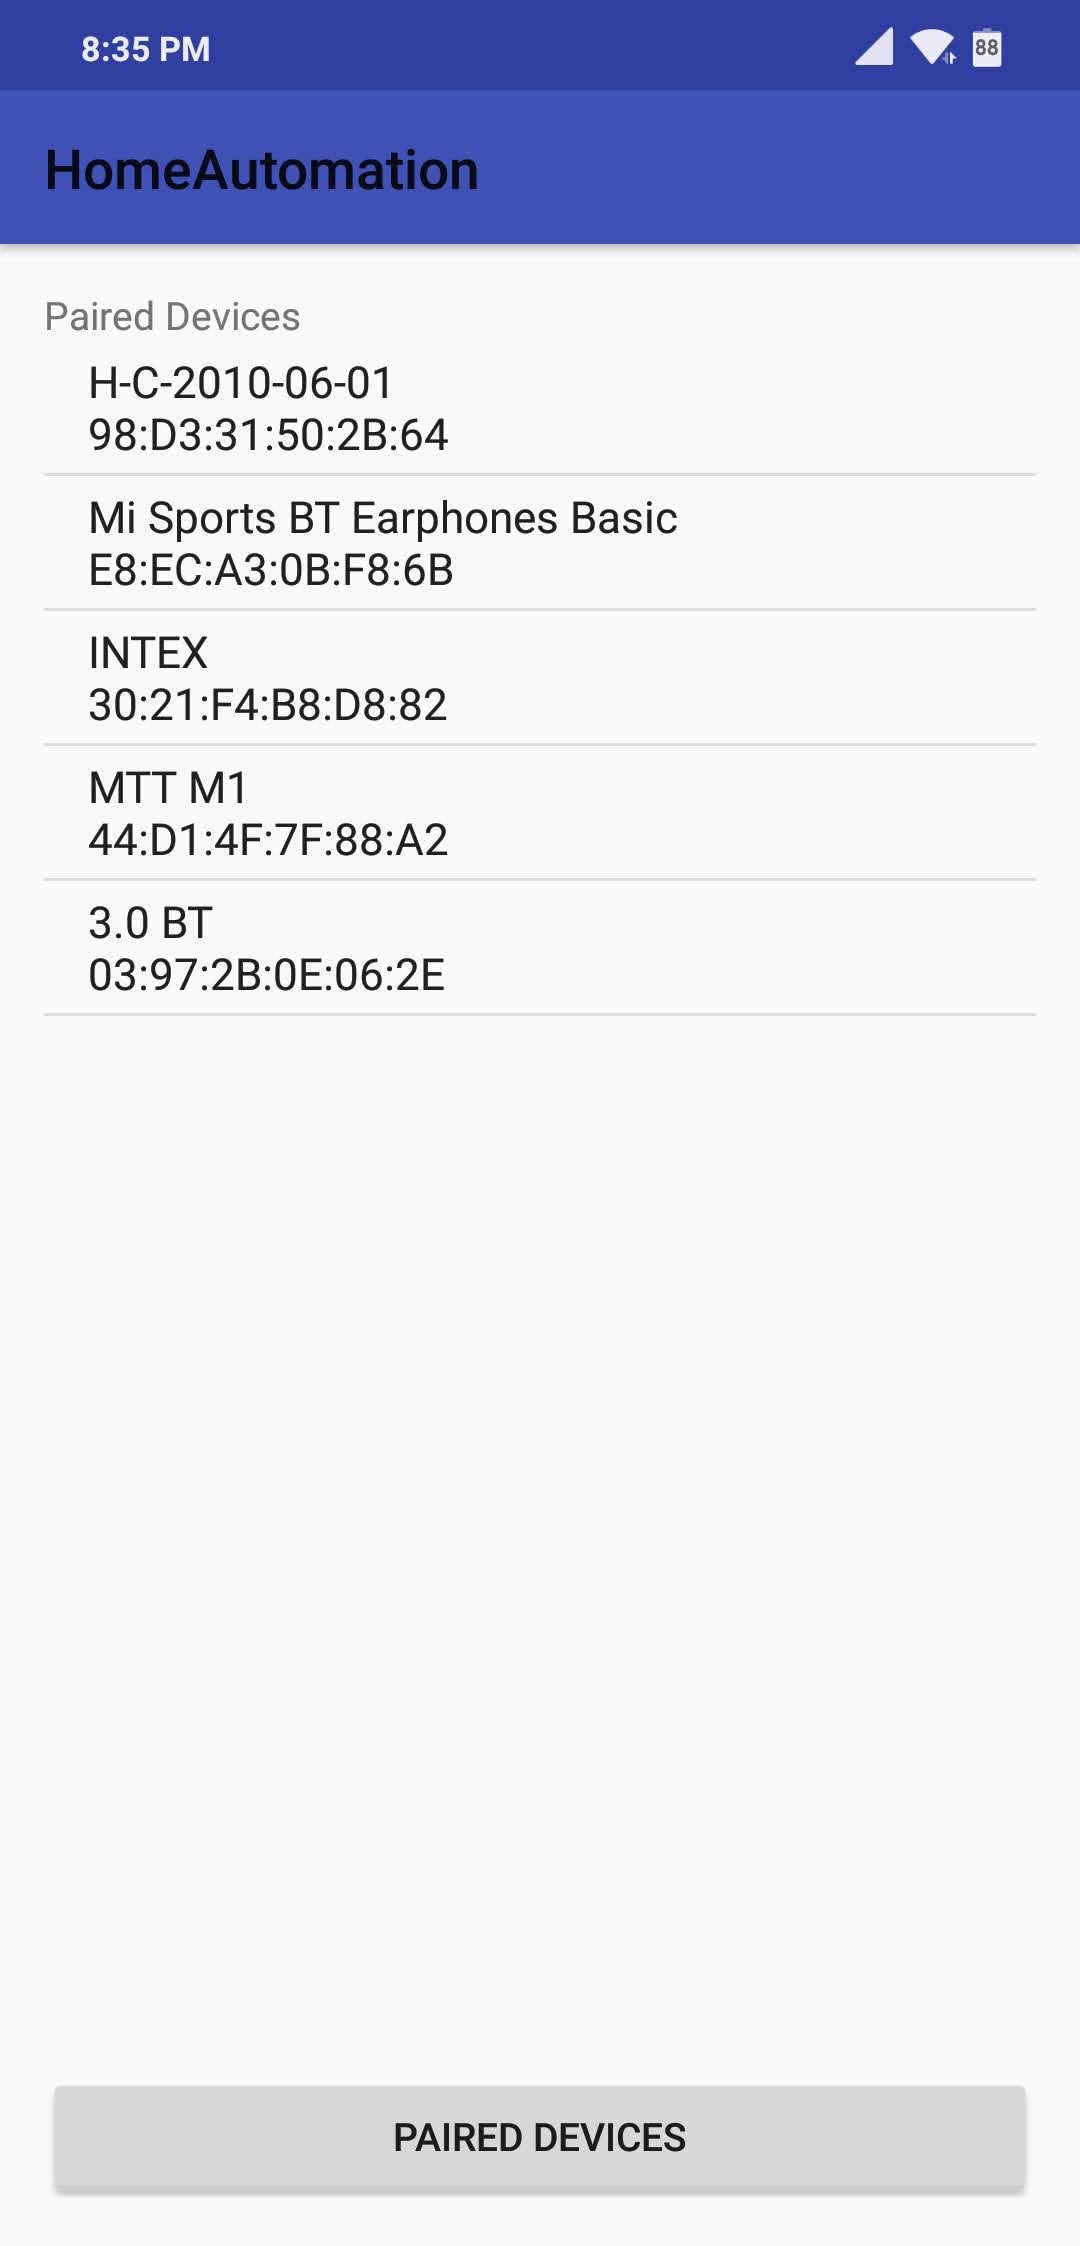 8:35 PM
88
HomeAutomation
Paired Devices
H-C-2010-06-01
98:D3:31:50:2B:64
Mi Sports BT Earphones Basic
E8:EC:A3:0B:F8:6B
INTEX
30:21:F4:B8:D8:82
MTT M1
44:D1:4F:7F:88:A2
3.0 BT
03:97:2B:0E:06:2E
PAIRED DEVICES